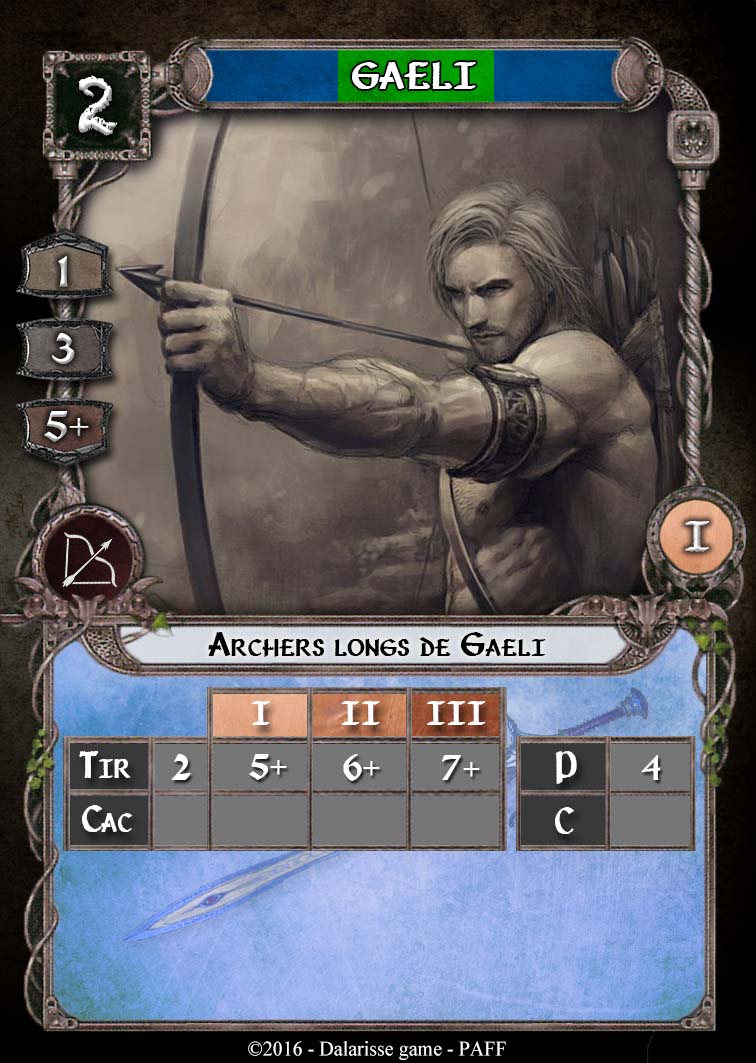 GAELI
2
1
3
5+
I
Archers longs de Gaeli
I II III
Tir 2 5+ 6+ 7+
Cac
P 4
C
©2016 - Dalarisse game - PAFF